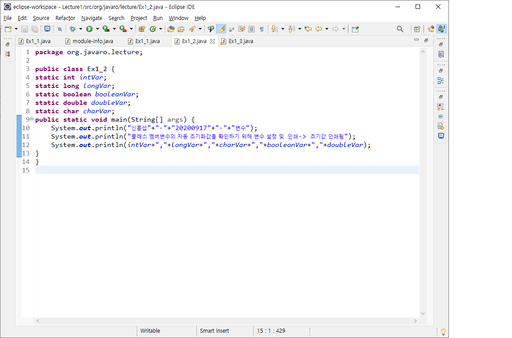 eclipse-workspace - Lecture1/src/org/javaro/lecture/Ex1_2.java - Eclipse IDE
File Edit Source Refactor Navigate Search Project Run Window Help
Ex1_1.java module-info.java Ex1_1.java Ex1_2.java Ex1_3.java
1 package org.javaro.lecture;
2
3 public class Ex1_2 {
4 static int intVar;
5 static long longVar;
6 static boolean booleanVar;
7 static double doubleVar;
8 static char charVar;
9 public static void main(String[] args) {
10 System.out.println("신홍섭"+"-"+"20200917"+"-"+"변수");
11 System.out.println("클래스 멤버변수의 자동 초기화값을 확인하기 위해 변수 설정 및 인쇄-> 초기값 인쇄됨");
12 System.out.println(intVar+","+longVar+","+charVar+","+booleanVar+","+doubleVar);
13 }
14 }
15
Writable Smart Insert 15 : 1 : 429